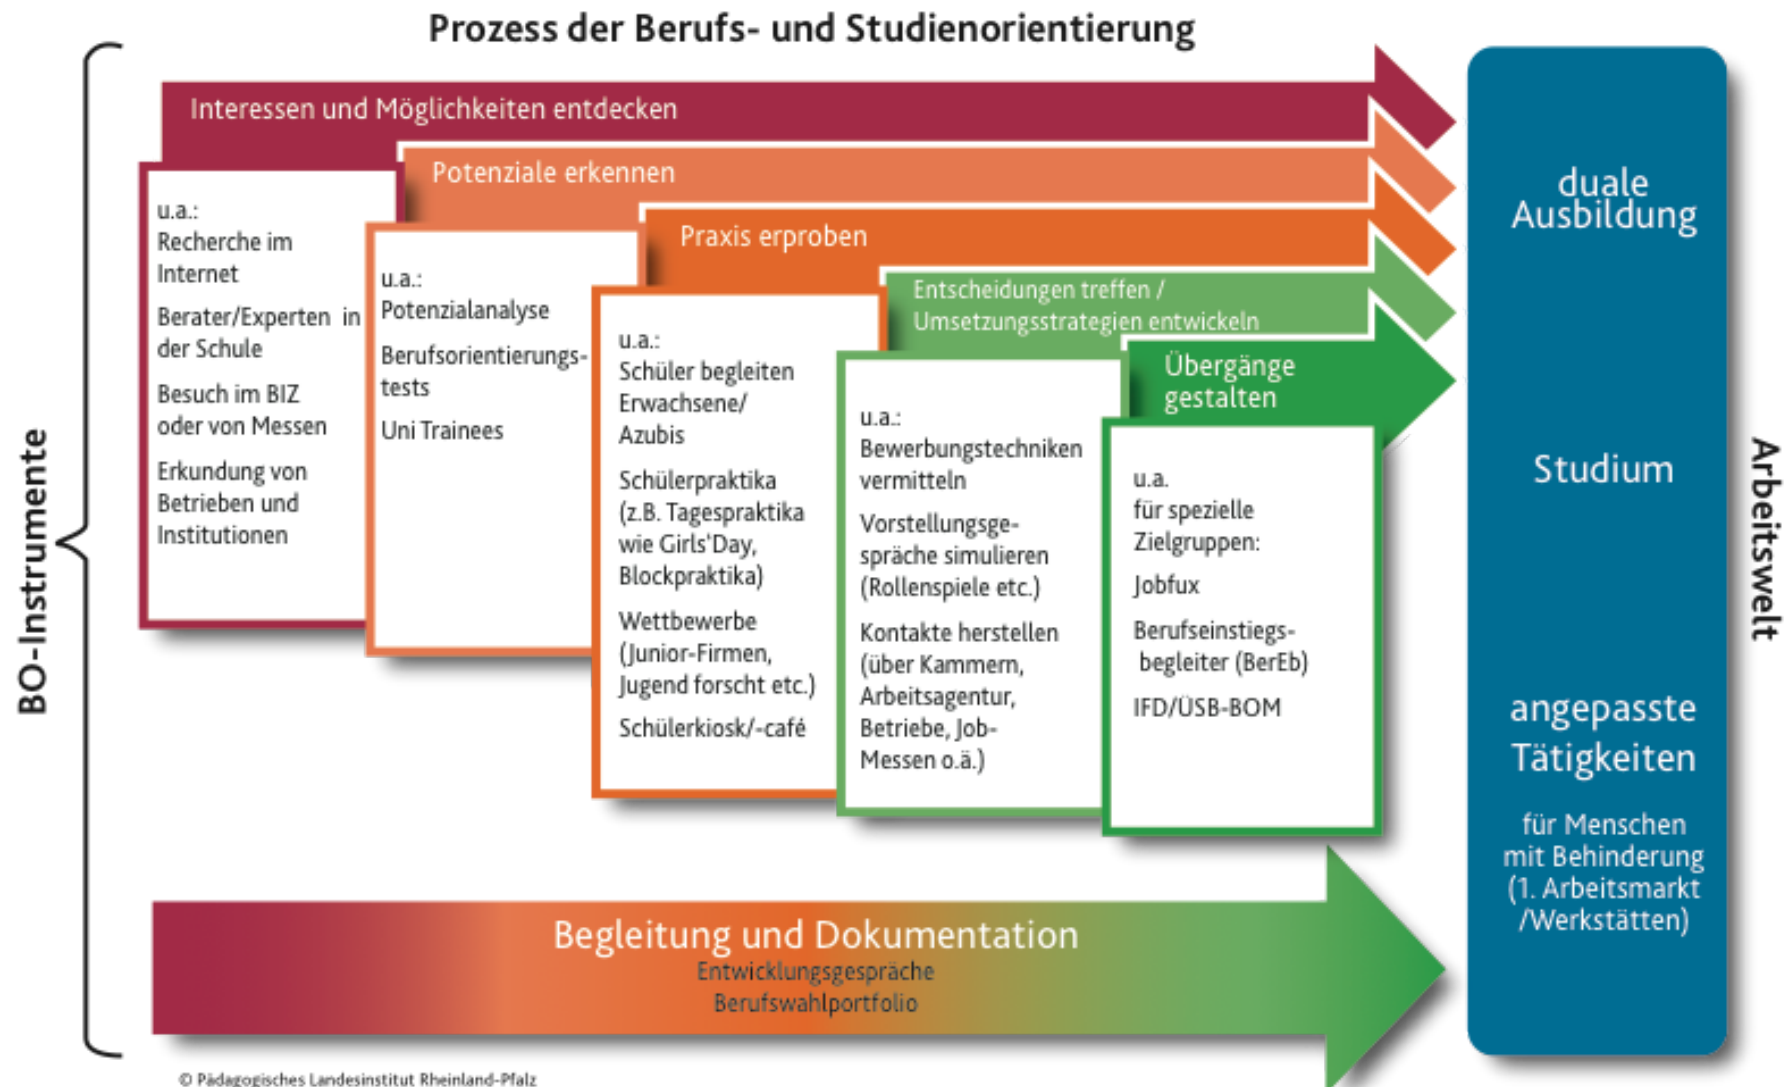 Prozess der Berufs- und Studienorientierung
BO-Instrumente
Interessen und Möglichkeiten entdecken
u.a.:
Recherche im
Internet
Berater/Experten in
der Schule
Besuch im BIZ
oder von Messen
Erkundung von
Betrieben und
Institutionen
Potenziale erkennen
u.a.:
Potenzialanalyse
Berufsorientierungs-
tests
Uni Trainees
Praxis erproben
u.a.:
Schüler begleiten
Erwachsene/
Azubis
Schülerpraktika
(z.B. Tagespraktika
wie Girls'Day,
Blockpraktika)
Wettbewerbe
(Junior-Firmen,
Jugend forscht etc.)
Schülerkiosk/-café
Entscheidungen treffen /
Umsetzungsstrategien entwickeln
u.a.:
Bewerbungstechniken
vermitteln
Vorstellungsge-
spräche simulieren
(Rollenspiele etc.)
Kontakte herstellen
(über Kammern,
Arbeitsagentur,
Betriebe, Job-
Messen o.ä.)
Übergänge
gestalten
u.a.
für spezielle
Zielgruppen:
Jobfux
Berufseinstiegs-
begleiter (BerEb)
IFD/ÜSB-BOM
duale
Ausbildung
Studium
angepasste
Tätigkeiten
für Menschen
mit Behinderung
(1. Arbeitsmarkt
/Werkstätten)
Arbeitswelt
Begleitung und Dokumentation
Entwicklungsgespräche
Berufswahlportfolio
© Pädagogisches Landesinstitut Rheinland-Pfalz